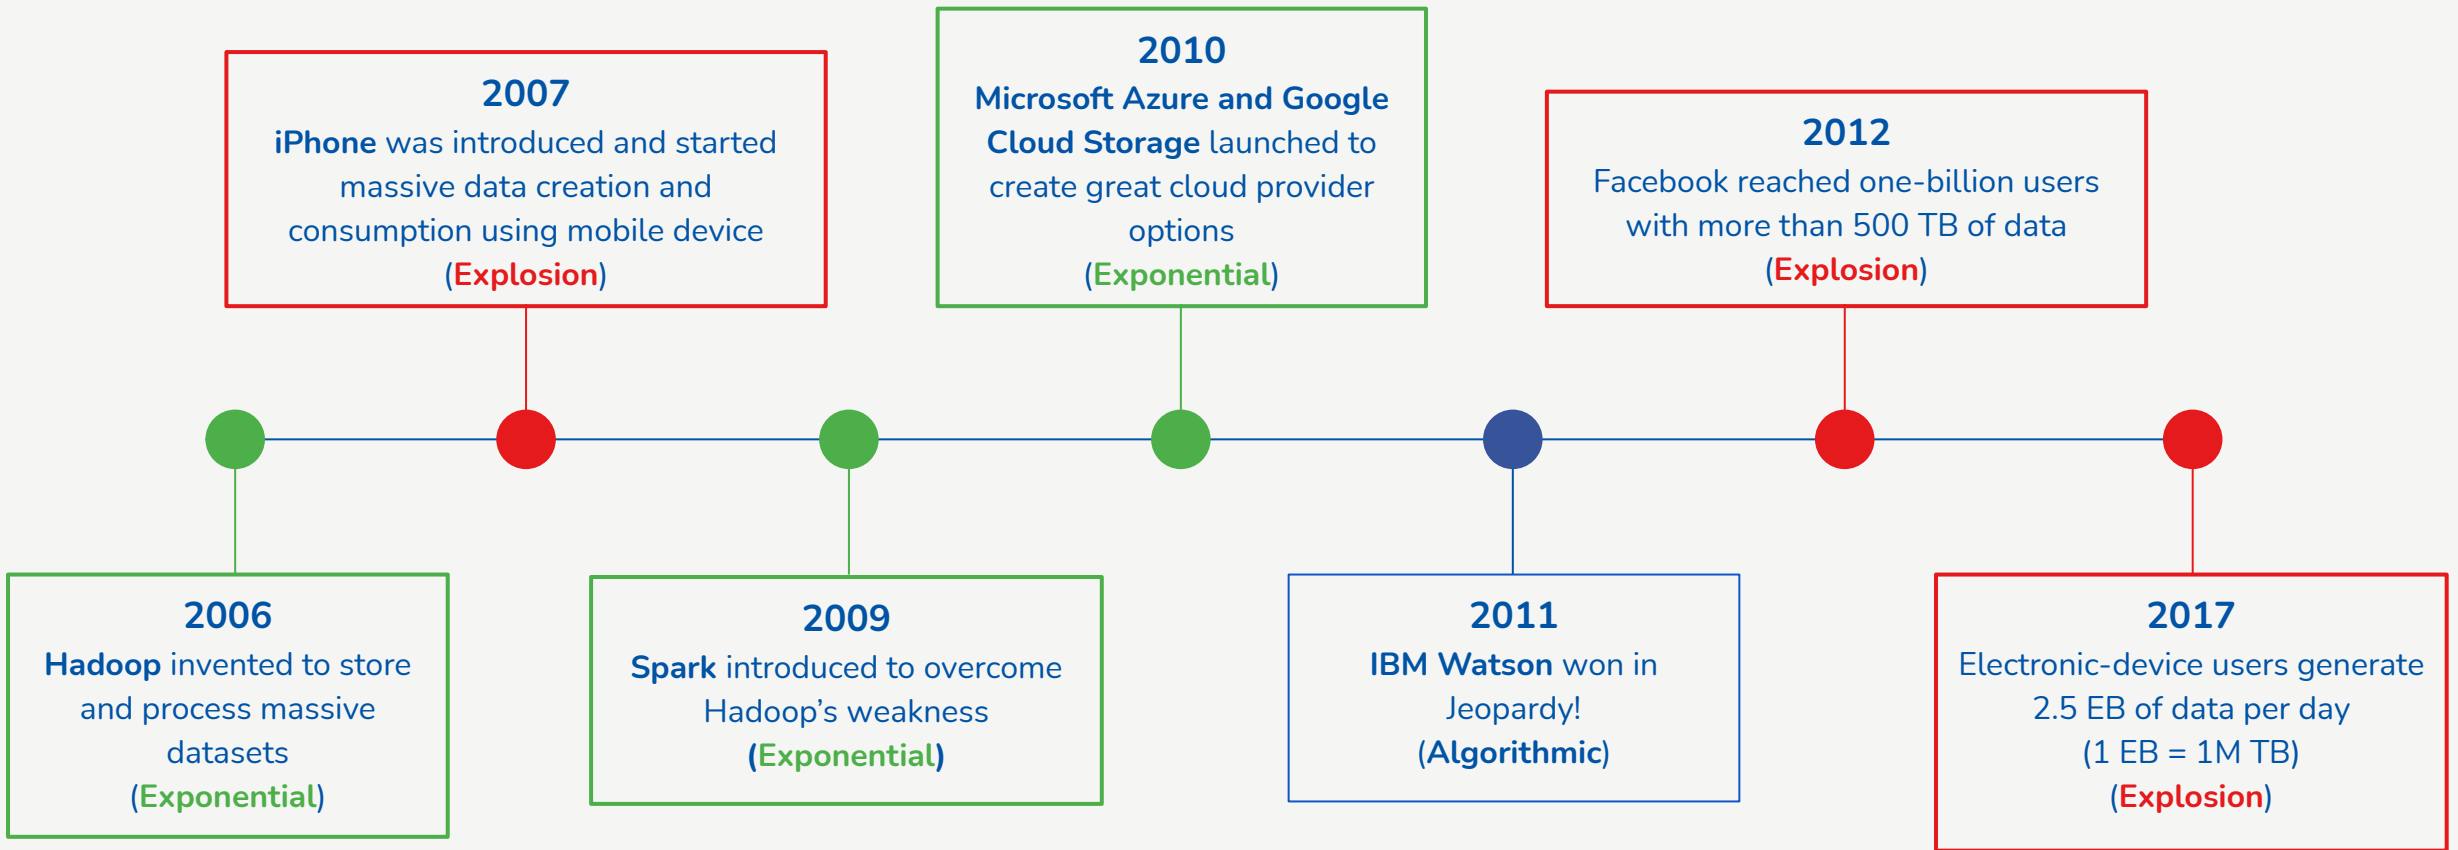 2007
iPhone was introduced and started
massive data creation and
consumption using mobile device
(Explosion)
2010
Microsoft Azure and Google
Cloud Storage launched to
create great cloud provider
options
(Exponential)
2012
Facebook reached one-billion users
with more than 500 TB of data
(Explosion)
2006
Hadoop invented to store
and process massive
datasets
(Exponential)
2009
Spark introduced to overcome
Hadoop’s weakness
(Exponential)
2011
IBM Watson won in
Jeopardy!
(Algorithmic)
2017
Electronic-device users generate
2.5 EB of data per day
(1 EB = 1M TB)
(Explosion)